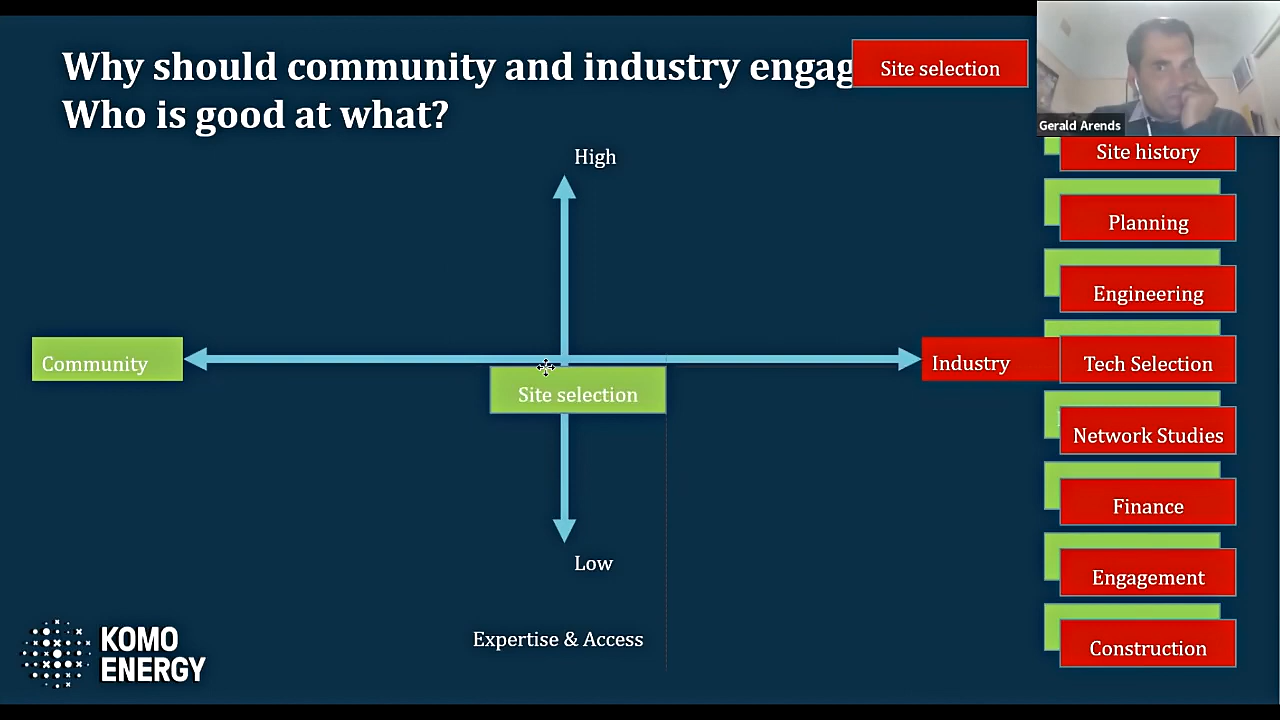 Why should community and industry engag
Site selection
Who is good at what?
Gerald Arends
High
Site history
Planning
Engineering
Community
Industry
Tech Selection
Site selection
Network Studies
Finance
Low
Engagement
Expertise & Access
Construction
KOMO
ENERGY